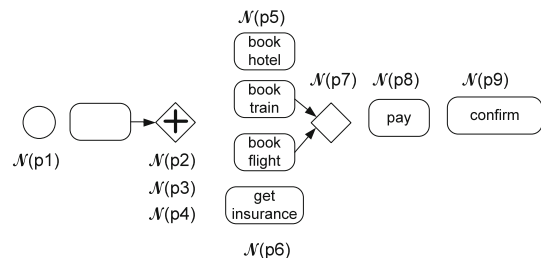 𝒩(p5)
book
hotel
𝒩(p7)
𝒩(p8)
𝒩(p9)
book
train
pay
confirm
𝒩(p1)
𝒩(p2)
book
flight
𝒩(p3)
𝒩(p4)
get
insurance
𝒩(p6)